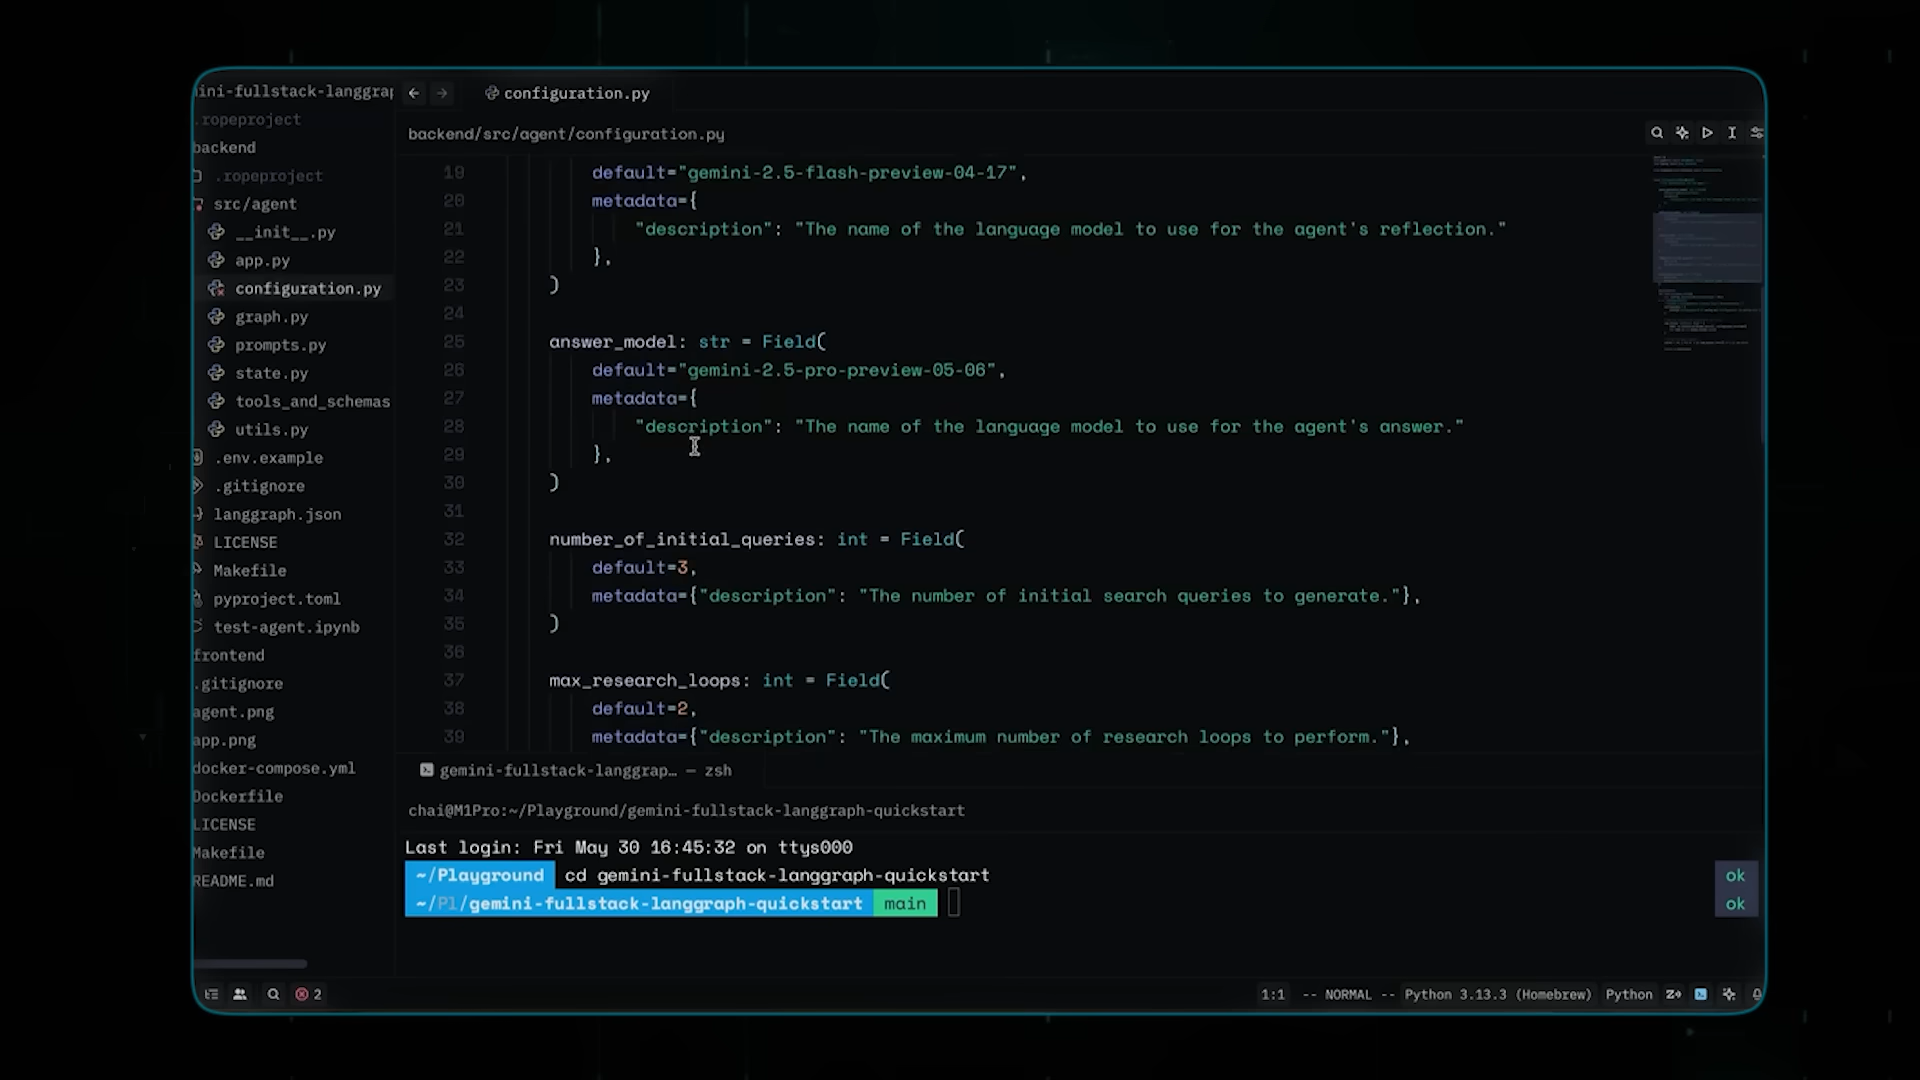 ini-fullstack-langgrap
.ropeproject
backend
.ropeproject
src/agent
__init__.py
app.py
configuration.py
graph.py
prompts.py
state.py
tools_and_schemas
utils.py
.env.example
.gitignore
langgraph.json
LICENSE
Makefile
pyproject.toml
test-agent.ipynb
frontend
.gitignore
agent.png
app.png
docker-compose.yml
Dockerfile
LICENSE
Makefile
README.md
configuration.py
backend/src/agent/configuration.py
19 default="gemini-2.5-flash-preview-04-17",
20 metadata={
21 "description": "The name of the language model to use for the agent's reflection."
22 },
23 )
24
25 answer_model: str = Field(
26 default="gemini-2.5-pro-preview-05-06",
27 metadata={
28 "description": "The name of the language model to use for the agent's answer."
29 },
30 )
31
32 number_of_initial_queries: int = Field(
33 default=3,
34 metadata={"description": "The number of initial search queries to generate."},
35 )
36
37 max_research_loops: int = Field(
38 default=2,
39 metadata={"description": "The maximum number of research loops to perform."},
gemini-fullstack-langgrap… — zsh
chai@M1Pro:~/Playground/gemini-fullstack-langgraph-quickstart
Last login: Fri May 30 16:45:32 on ttys000
~/Playground cd gemini-fullstack-langgraph-quickstart ok
~/Pl/gemini-fullstack-langgraph-quickstart main ok
2 1:1 -- NORMAL -- Python 3.13.3 (Homebrew) Python